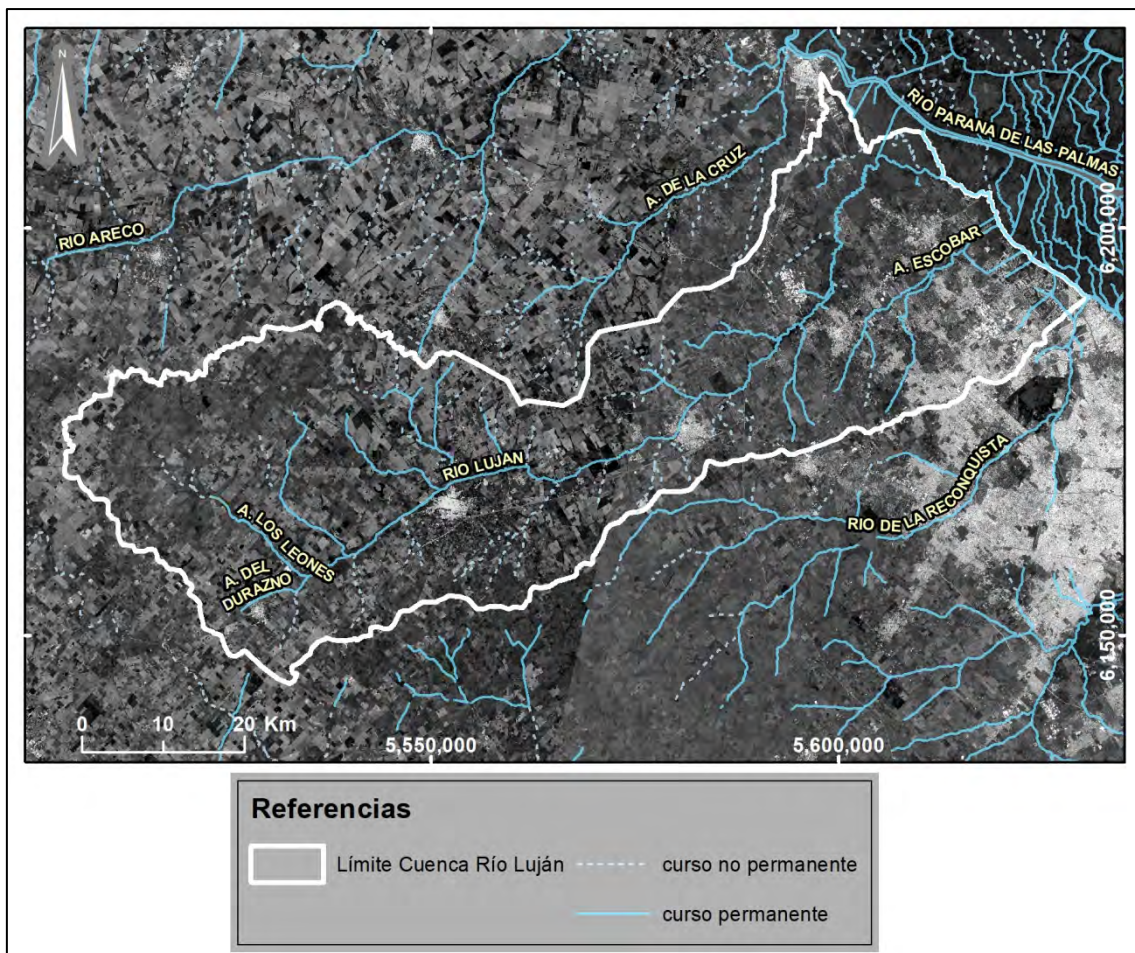 N
RIO PARANA DE LAS PALMAS
A. DE LA CRUZ
RIO ARECO
6,200,000
A. ESCOBAR
RIO LUJAN
RIO DE LA RECONQUISTA
A. LOS LEONES
A. DEL
DURAZNO
6,150,000
0 10 20 Km
5,550,000 5,600,000
Referencias
Límite Cuenca Río Luján
curso no permanente
curso permanente